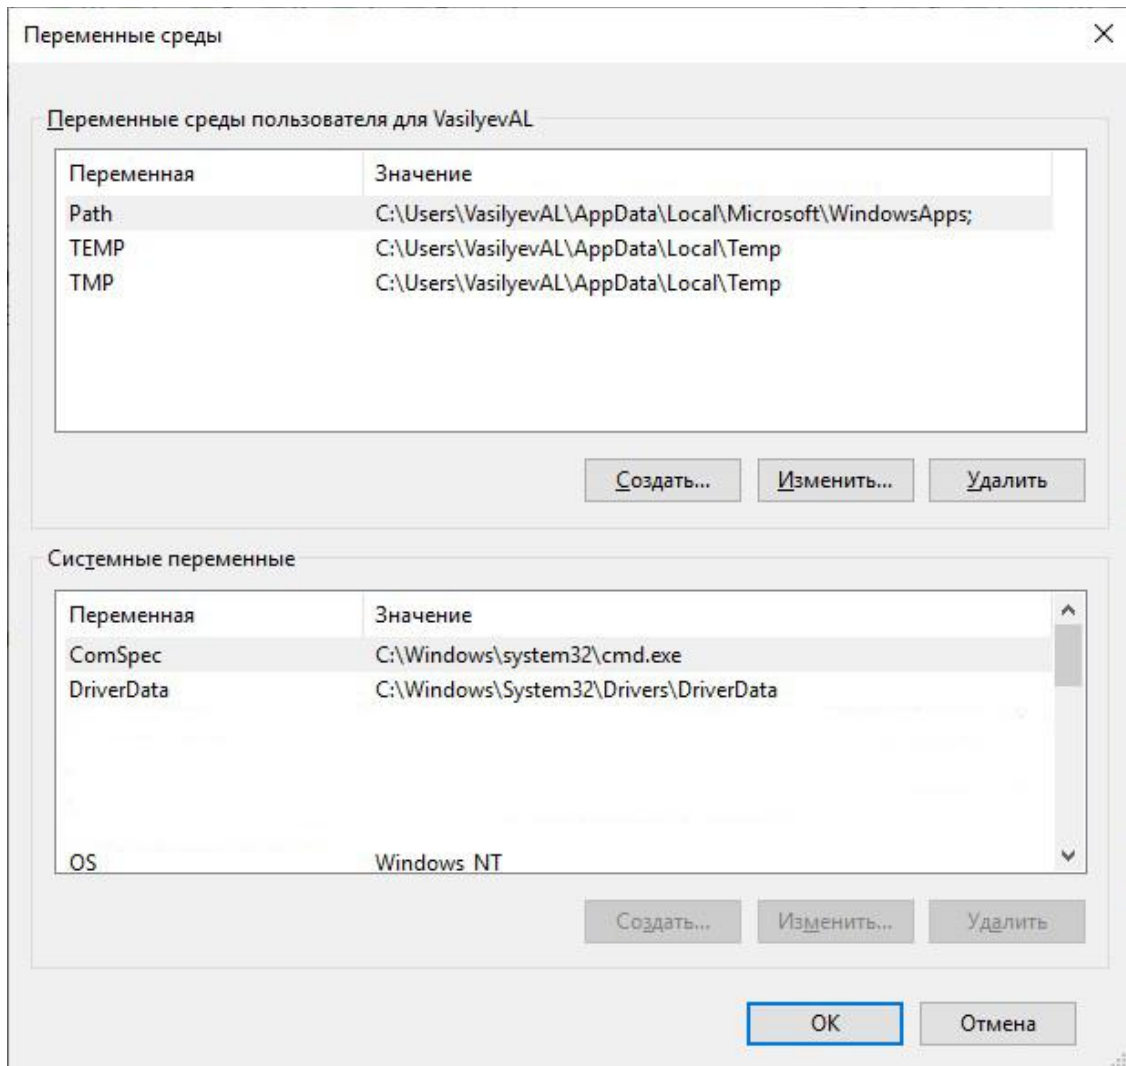 Переменные среды
Переменные среды пользователя для VasilyevAL
Переменная Значение
Path C:\Users\VasilyevAL\AppData\Local\Microsoft\WindowsApps;
TEMP C:\Users\VasilyevAL\AppData\Local\Temp
TMP C:\Users\VasilyevAL\AppData\Local\Temp
Создать... Изменить... Удалить
Системные переменные
Переменная Значение
ComSpec C:\Windows\system32\cmd.exe
DriverData C:\Windows\System32\Drivers\DriverData
OS Windows_NT
Создать... Изменить... Удалить
OK Отмена